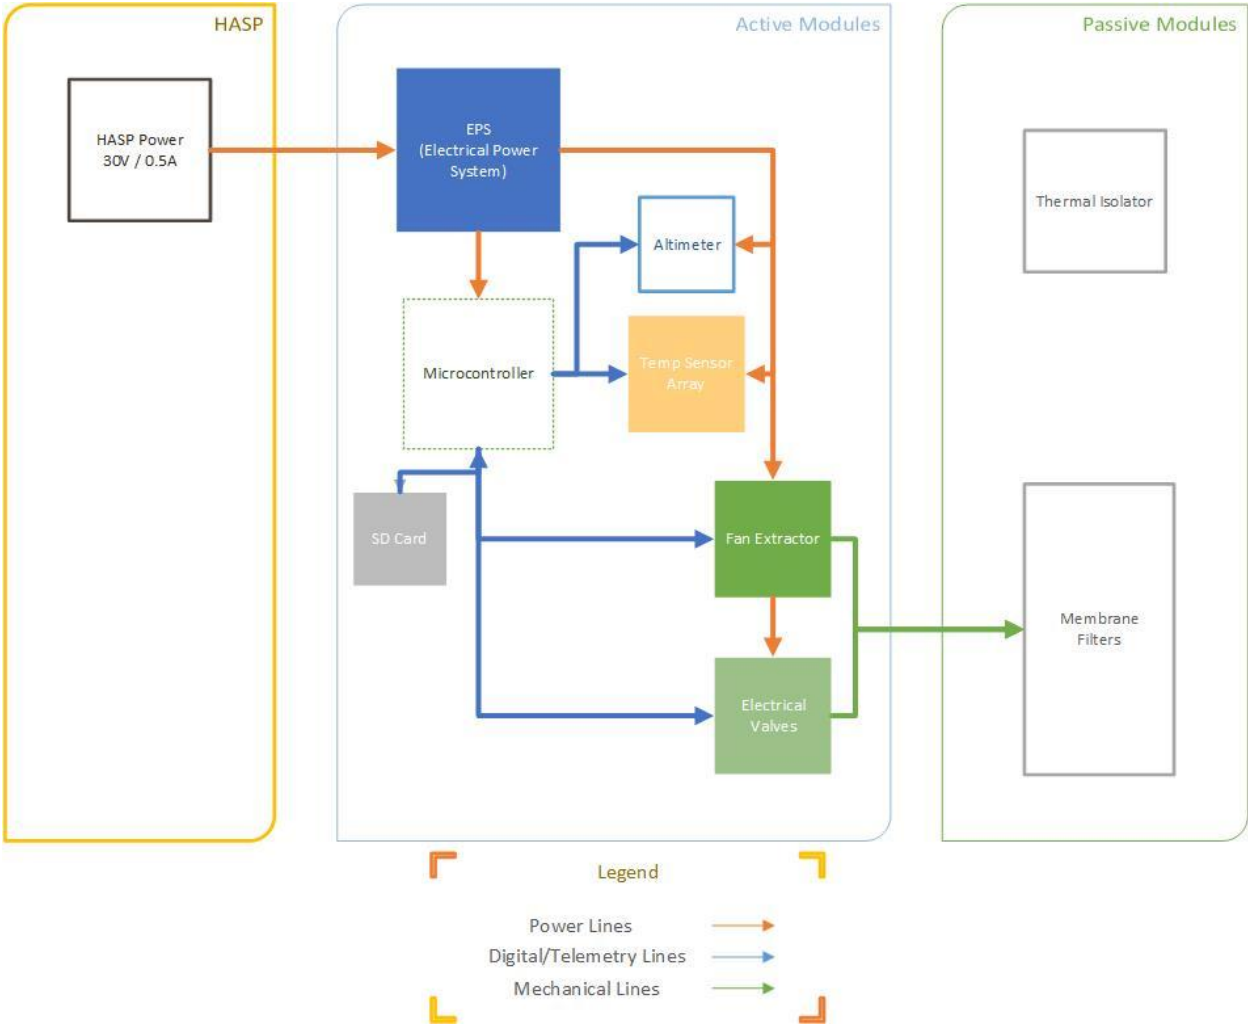 HASP
Active Modules
Passive Modules
HASP Power
30V / 0.5A
EPS
(Electrical Power
System)
Altimeter
Thermal Isolator
Microcontroller
Temp Sensor
Array
SD Card
Fan Extractor
Membrane
Filters
Electrical
Valves
Legend
Power Lines
Digital/Telemetry Lines
Mechanical Lines